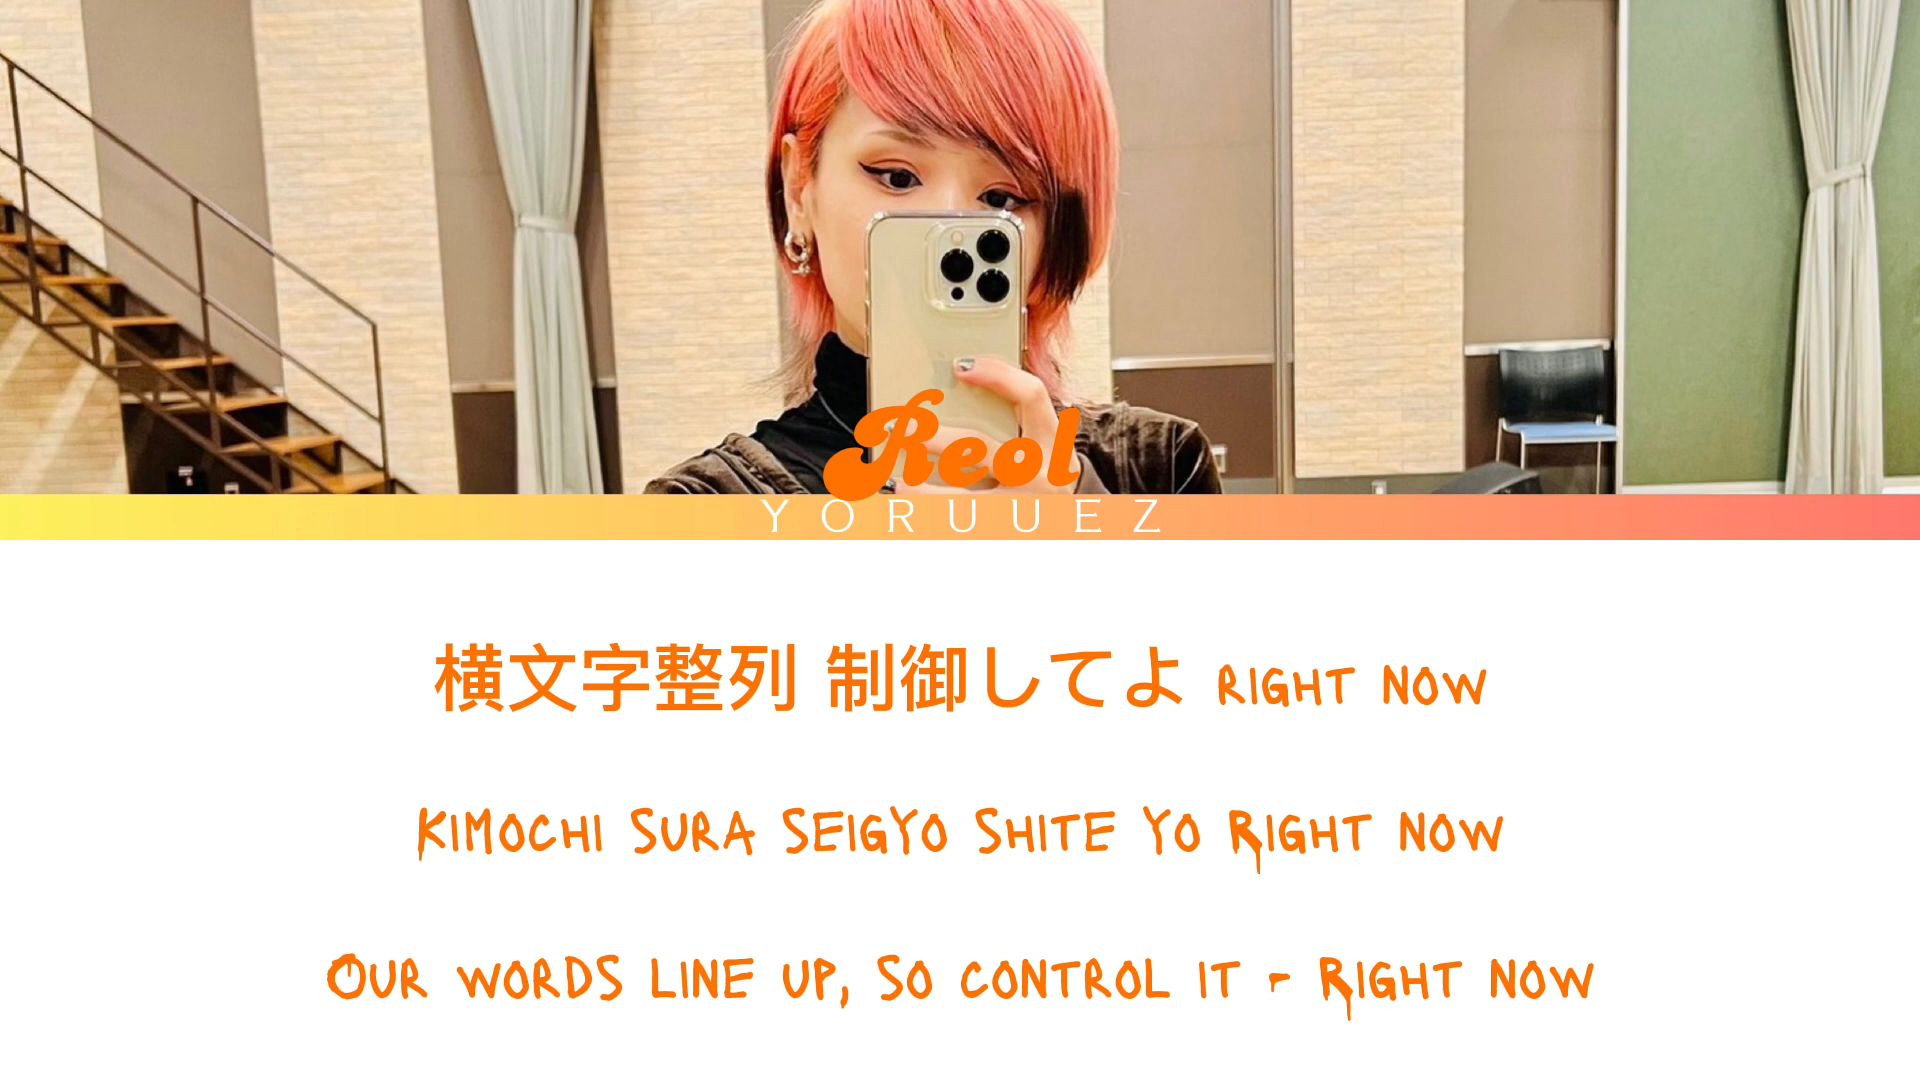 Reol
YORUUEZ
横文字整列 制御してよ RIGHT NOW
KIMOCHI SURA SEIGYO SHITE YO RIGHT NOW
OUR WORDS LINE UP, SO CONTROL IT - RIGHT NOW